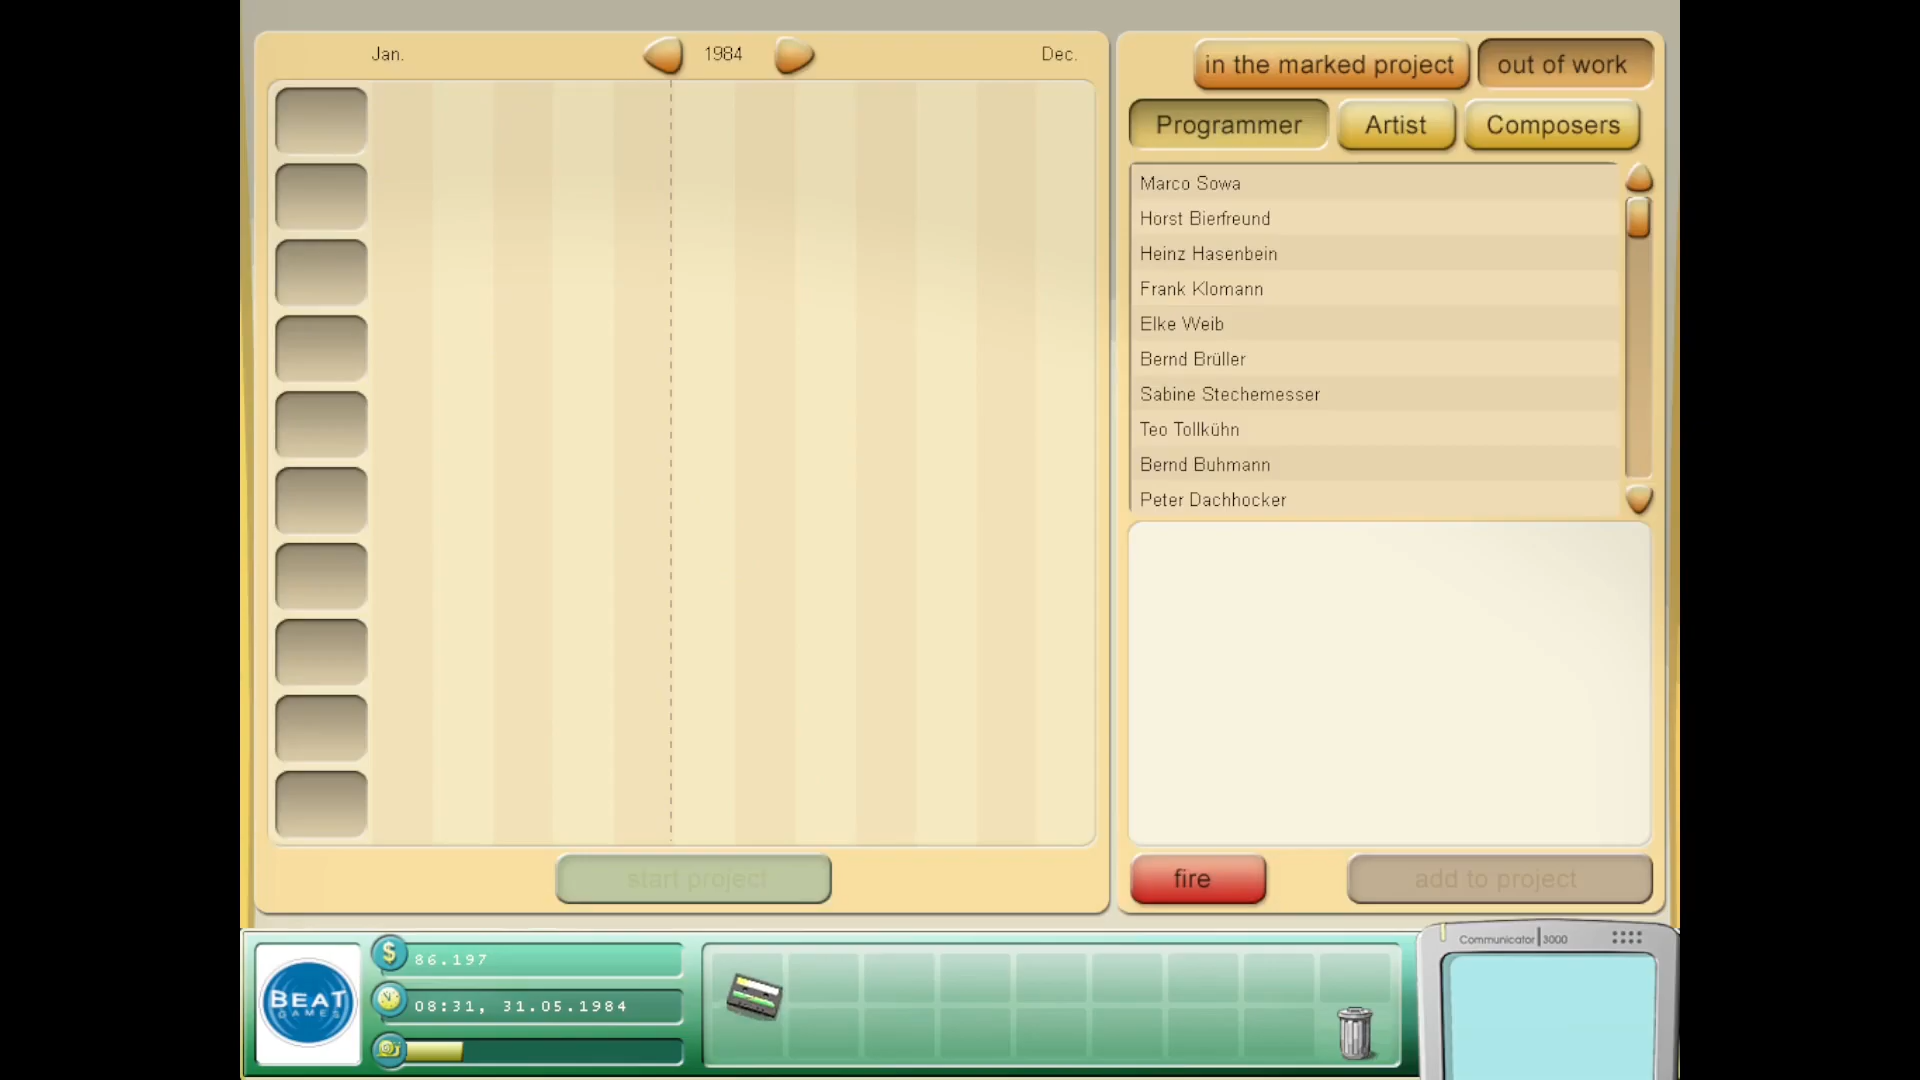 Jan.
1984
Dec.
in the marked project
out of work
Programmer
Artist
Composers
Marco Sowa
Horst Bierfreund
Heinz Hasenbein
Frank Klomann
Elke Weib
Bernd Brüller
Sabine Stechemesser
Teo Tollkühn
Bernd Buhmann
Peter Dachhocker
start project
fire
add to project
BEAT
GAMES
$
86.197
08:31, 31.05.1984
Communicator 3000